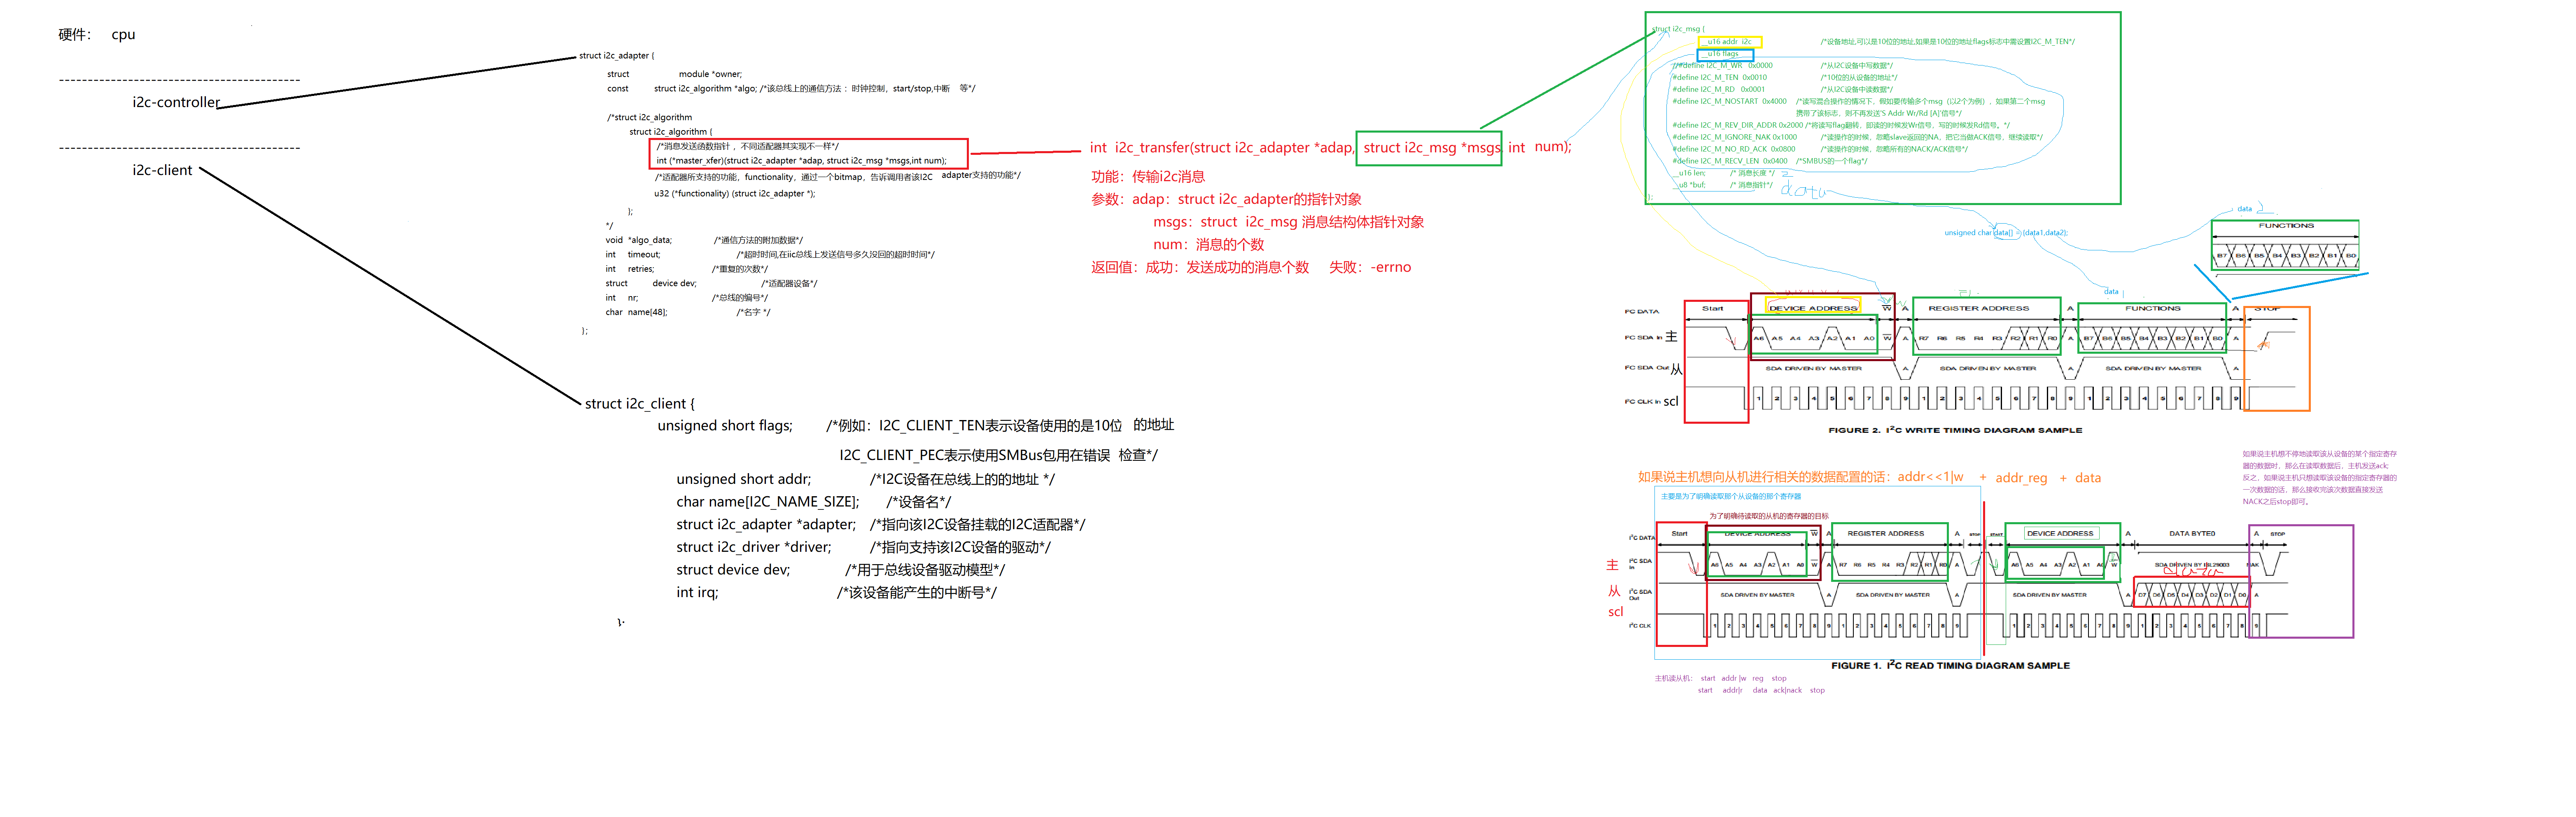 硬件： cpu
i2c-controller
i2c-client
struct i2c_adapter {
struct module *owner;
const struct i2c_algorithm *algo; /*该总线上的通信方法 ：时钟控制，start/stop,中断 等*/
/*struct i2c_algorithm
struct i2c_algorithm {
/*消息发送函数指针 ，不同适配器其实现不一样*/
int (*master_xfer)(struct i2c_adapter *adap, struct i2c_msg *msgs,int num);
/*适配器所支持的功能，functionality，通过一个bitmap，告诉调用者该I2C adapter支持的功能*/
u32 (*functionality) (struct i2c_adapter *);
};
*/
void *algo_data; /*通信方法的附加数据*/
int timeout; /*超时时间,在iic总线上发送信号多久没回的超时时间*/
int retries; /*重复的次数*/
struct device dev; /*适配器设备*/
int nr; /*总线的编号*/
char name[48]; /*名字 */
};
struct i2c_client {
unsigned short flags; /*例如：I2C_CLIENT_TEN表示设备使用的是10位 的地址
I2C_CLIENT_PEC表示使用SMBus包用在错误 检查*/
unsigned short addr; /*I2C设备在总线上的的地址 */
char name[I2C_NAME_SIZE]; /*设备名*/
struct i2c_adapter *adapter; /*指向该I2C设备挂载的I2C适配器*/
struct i2c_driver *driver; /*指向支持该I2C设备的驱动*/
struct device dev; /*用于总线设备驱动模型*/
int irq; /*该设备能产生的中断号*/
};
int i2c_transfer(struct i2c_adapter *adap, struct i2c_msg *msgs, int num);
功能：传输i2c消息
参数：adap：struct i2c_adapter的指针对象
msgs：struct i2c_msg 消息结构体指针对象
num：消息的个数
返回值：成功：发送成功的消息个数 失败：-errno
struct i2c_msg {
__u16 addr i2c /*设备地址,可以是10位的地址,如果是10位的地址flags标志中需设置I2C_M_TEN*/
__u16 flags
//#define I2C_M_WR 0x0000 /*从I2C设备中写数据*/
#define I2C_M_TEN 0x0010 /*10位的从设备的地址*/
#define I2C_M_RD 0x0001 /*从I2C设备中读数据*/
#define I2C_M_NOSTART 0x4000 /*读写混合操作的情况下，假如要传输多个msg（以2个为例），如果第二个msg
携带了该标志，则不再发送'S Addr Wr/Rd [A]'信号*/
#define I2C_M_REV_DIR_ADDR 0x2000 /*将读写flag翻转，即读的时候发Wr信号，写的时候发Rd信号。*/
#define I2C_M_IGNORE_NAK 0x1000 /*读操作的时候，忽略slave返回的NA，把它当做ACK信号，继续读取*/
#define I2C_M_NO_RD_ACK 0x0800 /*读操作的时候，忽略所有的NACK/ACK信号*/
#define I2C_M_RECV_LEN 0x0400 /*SMBUS的一个flag*/
__u16 len; /* 消息长度 */ 2
__u8 *buf; /* 消息指针*/ data
};
unsigned char data[] = {data1,data2};
data 2
FUNCTIONS
B7 B6 B5 B4 B3 B2 B1 B0
data 1
I²C DATA Start DEVICE ADDRESS W A REGISTER ADDRESS A FUNCTIONS A STOP
I²C SDA In 主 A6 A5 A4 A3 A2 A1 A0 W A R7 R6 R5 R4 R3 R2 R1 R0 A B7 B6 B5 B4 B3 B2 B1 B0 A
I²C SDA Out 从 SDA DRIVEN BY MASTER A SDA DRIVEN BY MASTER A SDA DRIVEN BY MASTER A
I²C CLK In scl 1 2 3 4 5 6 7 8 9 1 2 3 4 5 6 7 8 9 1 2 3 4 5 6 7 8 9
FIGURE 2. I²C WRITE TIMING DIAGRAM SAMPLE
如果说主机想向从机进行相关的数据配置的话：addr<<1|w + addr_reg + data
如果说主机想不停地读取该从设备的某个指定寄存
器的数据时，那么在读取数据后，主机发送ack;
反之，如果说主机只想读取该设备的指定寄存器的
一次数据的话，那么接收完该次数据直接发送
NACK之后stop即可。
主要是为了明确读取那个从设备的那个寄存器
为了明确待读取的从机的寄存器的目标
I²C DATA Start DEVICE ADDRESS W A REGISTER ADDRESS A STOP START DEVICE ADDRESS A DATA BYTE0 A STOP
主 I²C SDA In A6 A5 A4 A3 A2 A1 A0 W A R7 R6 R5 R4 R3 R2 R1 R0 A A6 A5 A4 A3 A2 A1 A0 W A SDA DRIVEN BY ISL29003 NAK
从 I²C SDA Out SDA DRIVEN BY MASTER A SDA DRIVEN BY MASTER A SDA DRIVEN BY MASTER A D7 D6 D5 D4 D3 D2 D1 D0 A
scl I²C CLK 1 2 3 4 5 6 7 8 9 1 2 3 4 5 6 7 8 9 1 2 3 4 5 6 7 8 9 1 2 3 4 5 6 7 8 9
FIGURE 1. I²C READ TIMING DIAGRAM SAMPLE
主机读从机： start addr |w reg stop
start addr|r data ack|nack stop